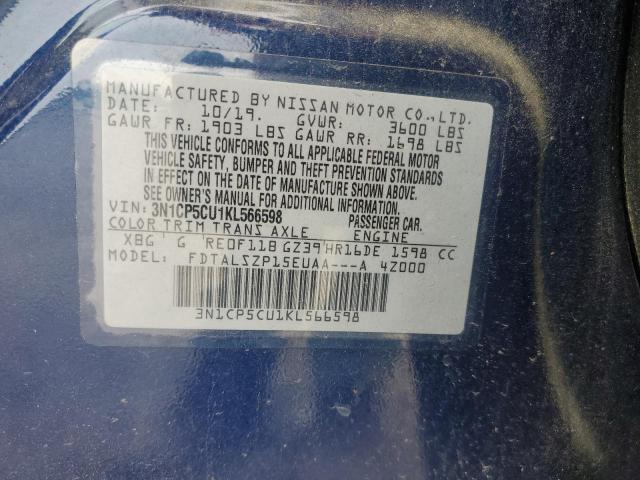 MANUFACTURED BY NISSAN MOTOR CO.,LTD.
DATE: 10/19. GVWR: 3600 LBS
GAWR FR: 1903 LBS GAWR RR: 1698 LBS
THIS VEHICLE CONFORMS TO ALL APPLICABLE FEDERAL MOTOR
VEHICLE SAFETY, BUMPER AND THEFT PREVENTION STANDARDS
IN EFFECT ON THE DATE OF MANUFACTURE SHOWN ABOVE.
SEE OWNER'S MANUAL FOR ADDITIONAL INFORMATION.
VIN: 3N1CP5CU1KL566598 PASSENGER CAR.
COLOR TRIM TRANS AXLE ENGINE
XBG G RE0F11B GZ39 HR16DE 1598 CC
MODEL: FDTALSZP15EUAA---A 4Z000
3N1CP5CU1KL566598